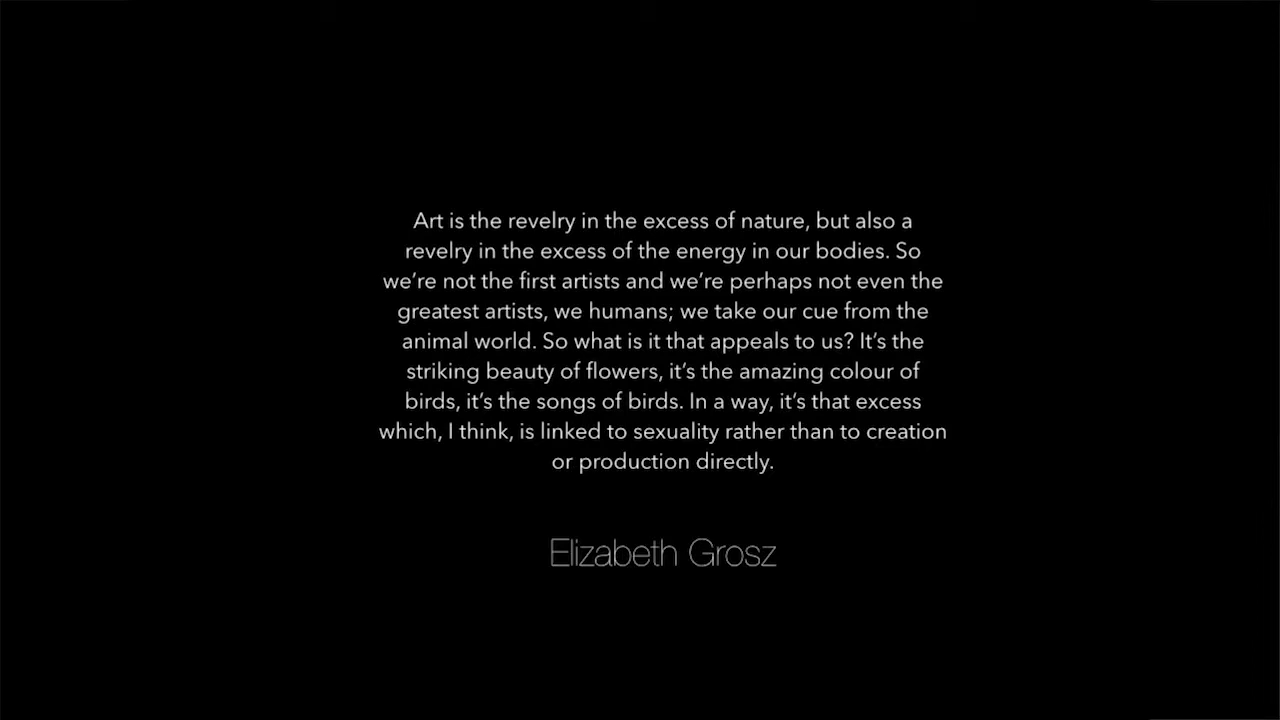 Art is the revelry in the excess of nature, but also a
revelry in the excess of the energy in our bodies. So
we’re not the first artists and we’re perhaps not even the
greatest artists, we humans; we take our cue from the
animal world. So what is it that appeals to us? It’s the
striking beauty of flowers, it’s the amazing colour of
birds, it’s the songs of birds. In a way, it’s that excess
which, I think, is linked to sexuality rather than to creation
or production directly.
Elizabeth Grosz